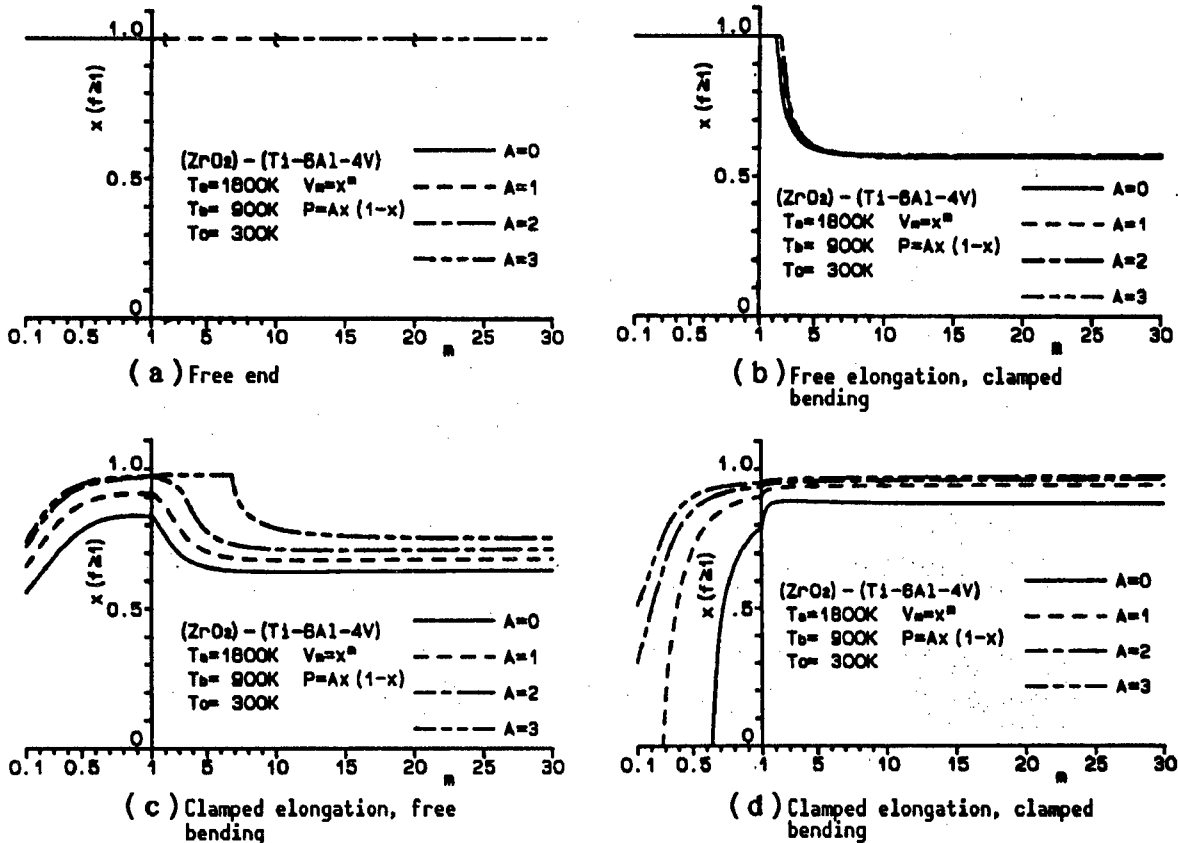 1.0
x (f≥1)
(ZrO₂)-(Ti-6Al-4V)
Ta=1800K Vm=xᵐ
Tb= 900K P=Ax(1-x)
To= 300K
A=0
A=1
A=2
A=3
0.5
0
0.1 0.5 1 5 10 15 20 25 30
m
(a) Free end
1.0
x (f≥1)
0.5
(ZrO₂)-(Ti-6Al-4V)
Ta=1800K Vm=xᵐ
Tb= 900K P=Ax(1-x)
To= 300K
A=0
A=1
A=2
A=3
0
0.1 0.5 1 5 10 15 20 25 30
m
(b) Free elongation, clamped
bending
1.0
x (f≥1)
0.5
(ZrO₂)-(Ti-6Al-4V)
Ta=1800K Vm=xᵐ
Tb= 900K P=Ax(1-x)
To= 300K
A=0
A=1
A=2
A=3
0
0.1 0.5 1 5 10 15 20 25 30
m
(c) Clamped elongation, free
bending
1.0
x (f≥1)
.5
(ZrO₂)-(Ti-6Al-4V)
Ta=1800K Vm=xᵐ
Tb= 900K P=Ax(1-x)
To= 300K
A=0
A=1
A=2
A=3
0
0.1 0.5 1 5 10 15 20 25 30
m
(d) Clamped elongation, clamped
bending